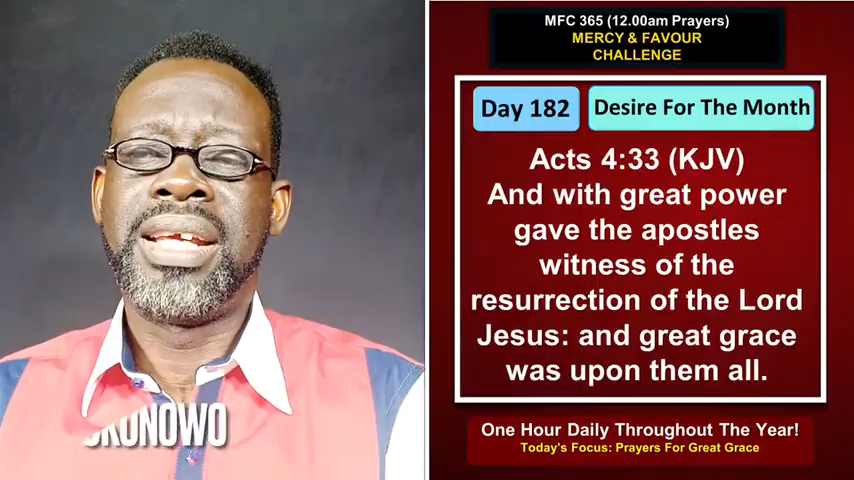 MFC 365 (12.00am Prayers)
MERCY & FAVOUR
CHALLENGE
Day 182
Desire For The Month
Acts 4:33 (KJV)
And with great power
gave the apostles
witness of the
resurrection of the Lord
Jesus: and great grace
was upon them all.
One Hour Daily Throughout The Year!
Today's Focus: Prayers For Great Grace